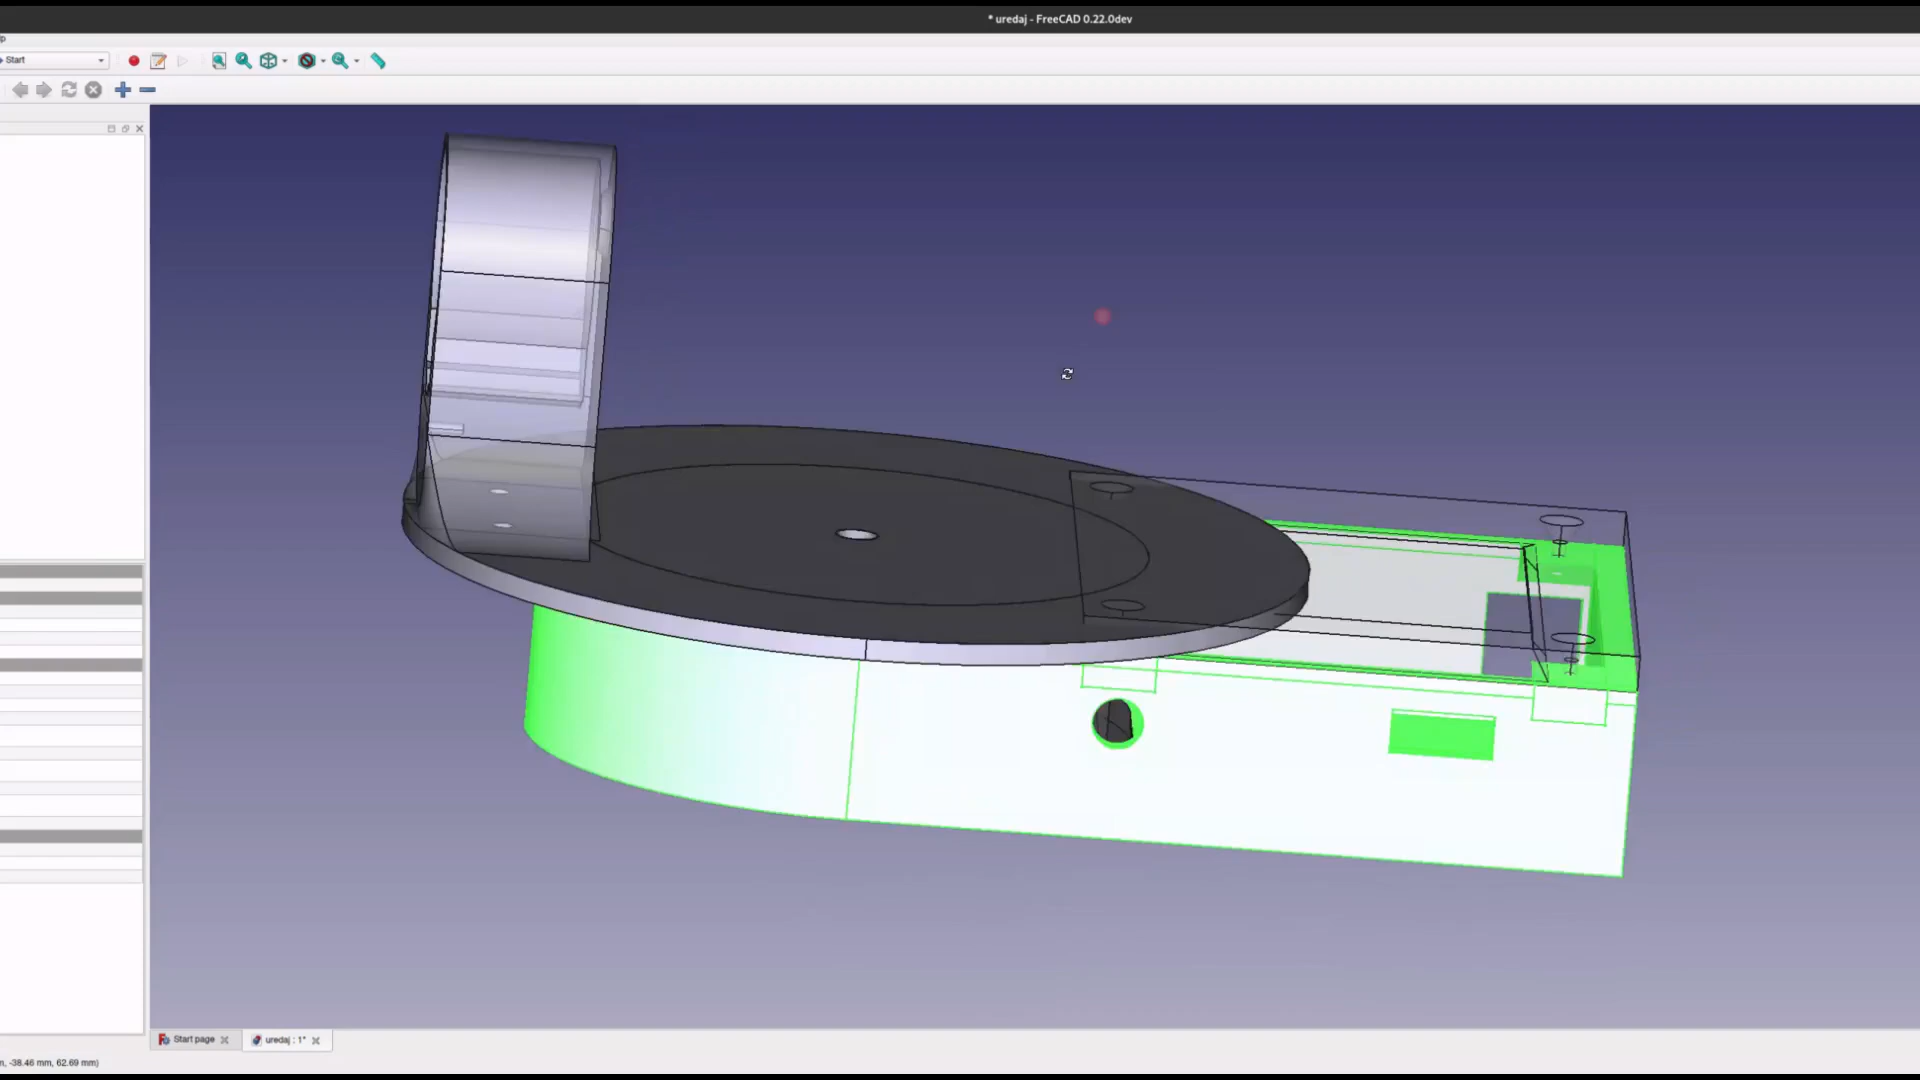 * uredaj - FreeCAD 0.22.0dev
Start
Start page
uredaj : 1*
, -38.46 mm, 62.69 mm)